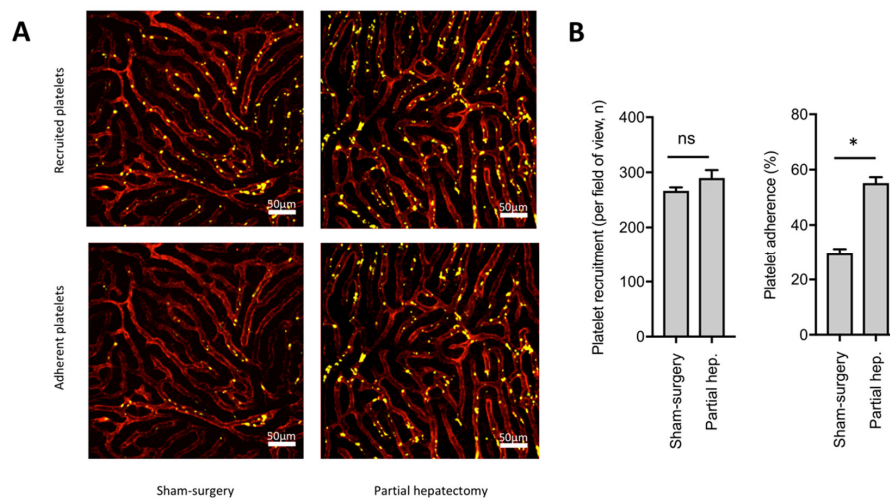 A
Recruited platelets
50µm
50µm
Adherent platelets
50µm
50µm
Sham-surgery
Partial hepatectomy
B
Platelet recruitment (per field of view, n)
400
300
200
100
0
ns
Sham-surgery
Partial hep.
Platelet adherence (%)
80
60
40
20
0
*
Sham-surgery
Partial hep.